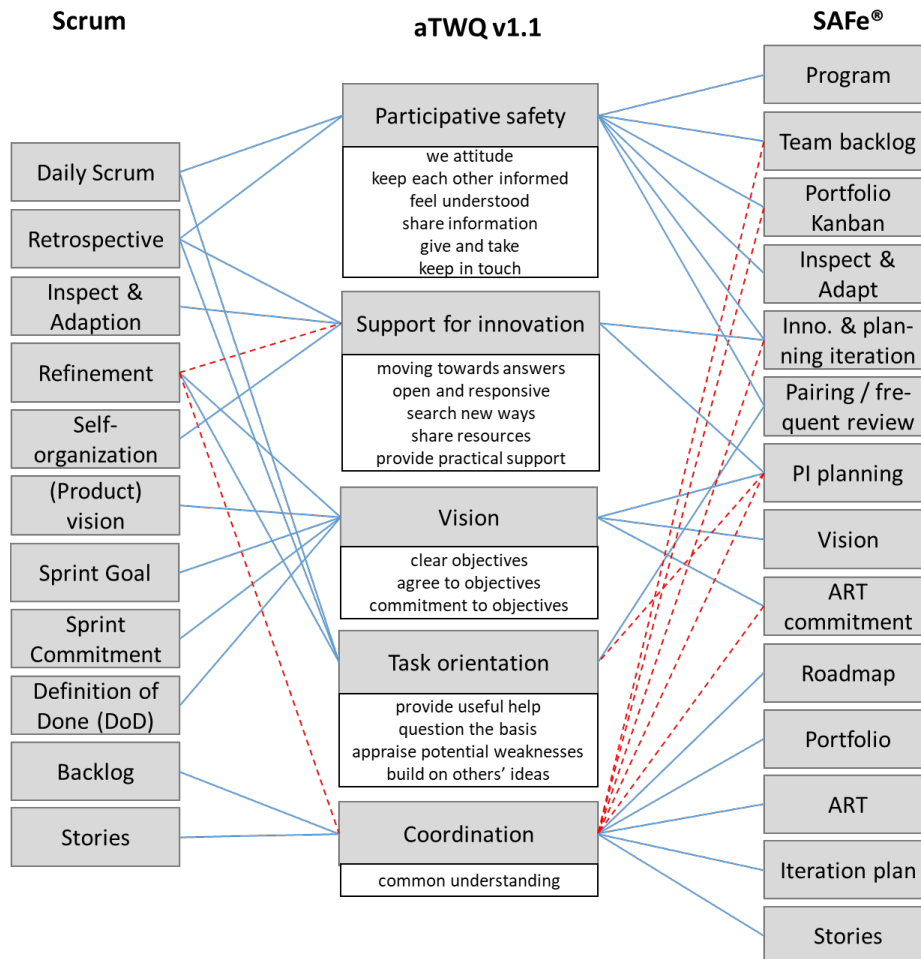 Scrum
aTWQ v1.1
SAFe®
Daily Scrum
Retrospective
Inspect &
Adaption
Refinement
Self-
organization
(Product)
vision
Sprint Goal
Sprint
Commitment
Definition of
Done (DoD)
Backlog
Stories
Participative safety
we attitude
keep each other informed
feel understood
share information
give and take
keep in touch
Support for innovation
moving towards answers
open and responsive
search new ways
share resources
provide practical support
Vision
clear objectives
agree to objectives
commitment to objectives
Task orientation
provide useful help
question the basis
appraise potential weaknesses
build on others’ ideas
Coordination
common understanding
Program
Team backlog
Portfolio
Kanban
Inspect &
Adapt
Inno. & plan-
ning iteration
Pairing / fre-
quent review
PI planning
Vision
ART
commitment
Roadmap
Portfolio
ART
Iteration plan
Stories